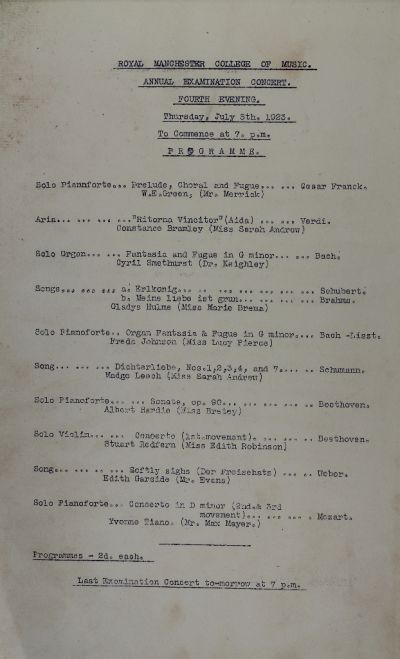 ROYAL MANCHESTER COLLEGE OF MUSIC.
ANNUAL EXAMINATION CONCERT.
FOURTH EVENING.
Thursday, July 5th. 1923.
To Commence at 7. p.m.
PROGRAMME.
Solo Pianoforte... Prelude, Choral and Fugue... ... ... Cesar Franck.
W.E.Green, (Mr. Merrick)
Aria... ... ... ..."Ritorna Vincitor"(Aida) ... ... ... Verdi.
Constance Bramley (Miss Sarah Andrew)
Solo Organ... ... Fantasia and Fugue in G minor... ... Bach.
Cyril Smethurst (Dr. Keighley)
Songs... ... ... a. Erlkonig... ... ... ... ... ... Schubert.
b. Meine liebe ist grun... ... ... ... Brahms.
Gladys Hulme (Miss Marie Brema)
Solo Pianoforte.. Organ Fantasia & Fugue in G minor.... Bach -Liszt.
Freda Johnson (Miss Lucy Pierce)
Song... ... ... Dichterliebe, Nos.1,2,3,4, and 7.... .. Schumann.
Madge Leech (Miss Sarah Andrew)
Solo Pianoforte... ... Sonate, op. 90... ... ... ... ... Beethoven.
Albert Hardie (Miss Bretey)
Solo Violin... ... Concerto (1st.movement). ... ... ... Beethoven.
Stuart Redfern (Miss Edith Robinson)
Song... ... ... ... Softly sighs (Der Freischutz) ... .. Weber.
Edith Garside (Mr. Evans)
Solo Pianoforte... Concerto in D minor (2nd.& 3rd
movement)... ... ... ... Mozart.
Yvonne Tiano. (Mr. Max Mayer.)
Programmes - 2d. each.
Last Examination Concert to-morrow at 7 p.m.